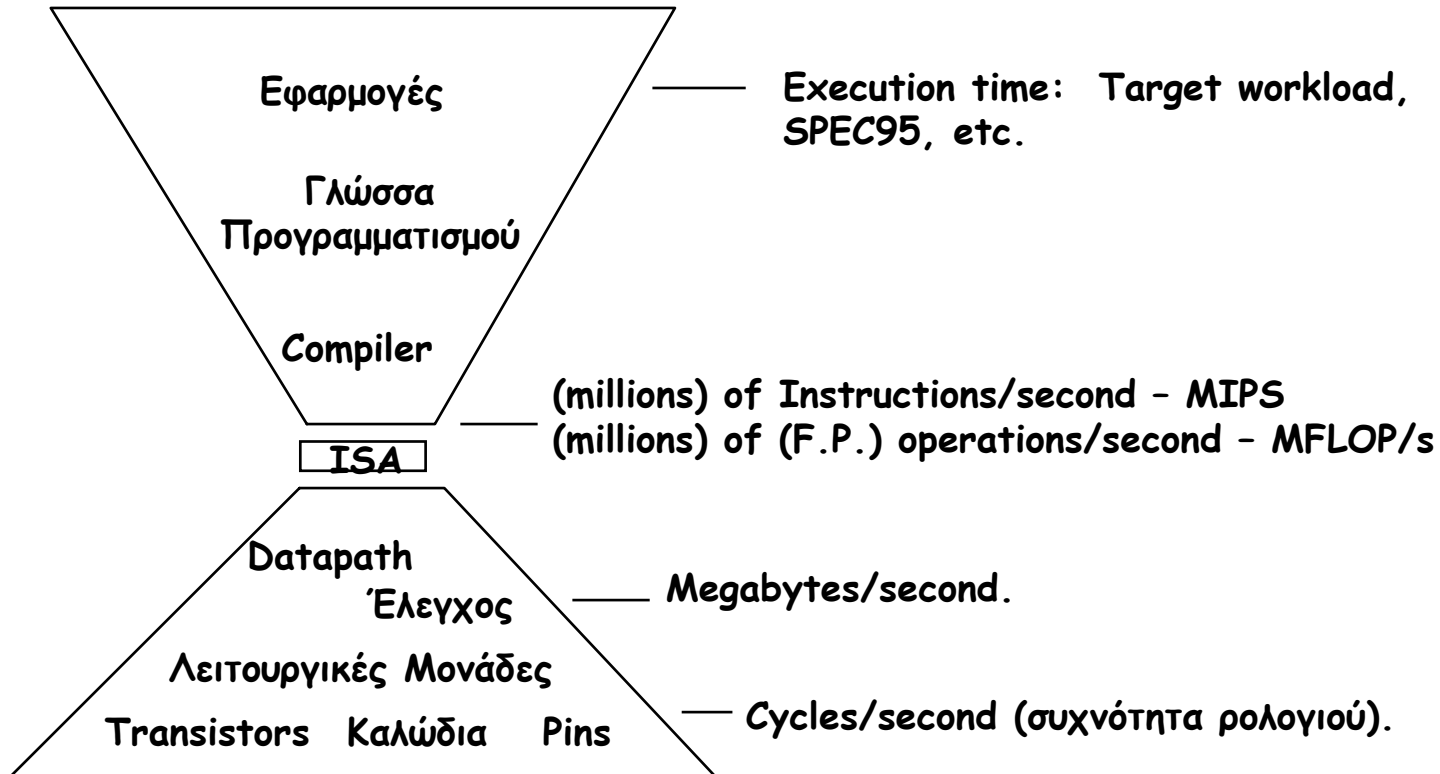 Εφαρμογές
Execution time: Target workload,
SPEC95, etc.
Γλώσσα
Προγραμματισμού
Compiler
(millions) of Instructions/second – MIPS
(millions) of (F.P.) operations/second – MFLOP/s
ISA
Datapath
Έλεγχος
Megabytes/second.
Λειτουργικές Μονάδες
Cycles/second (συχνότητα ρολογιού).
Transistors Καλώδια Pins